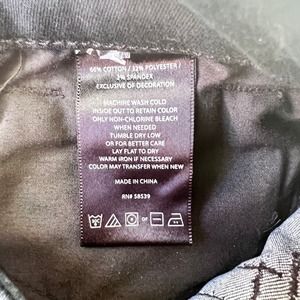 66% COTTON / 32% POLYESTER /
2% SPANDEX
EXCLUSIVE OF DECORATION
MACHINE WASH COLD
INSIDE OUT TO RETAIN COLOR
ONLY NON-CHLORINE BLEACH
WHEN NEEDED
TUMBLE DRY LOW
OR FOR BETTER CARE
LAY FLAT TO DRY
WARM IRON IF NECESSARY
COLOR MAY TRANSFER WHEN NEW
MADE IN CHINA
RN# 58539
or